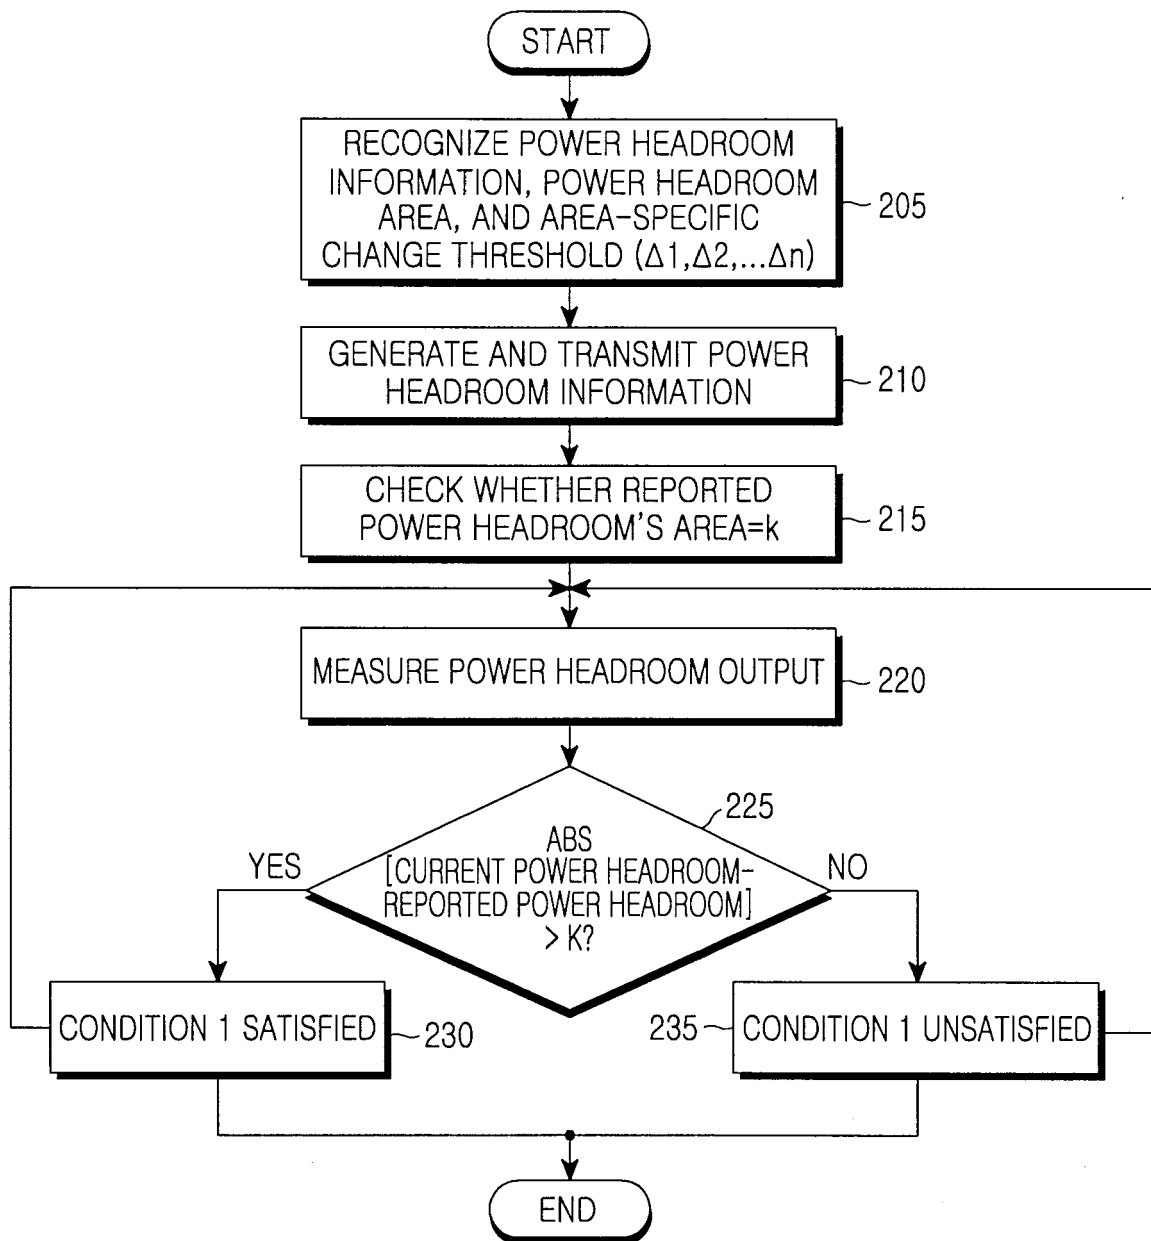 START
RECOGNIZE POWER HEADROOM
INFORMATION, POWER HEADROOM
AREA, AND AREA-SPECIFIC
CHANGE THRESHOLD (Δ1,Δ2,...Δn)
205
GENERATE AND TRANSMIT POWER
HEADROOM INFORMATION
210
CHECK WHETHER REPORTED
POWER HEADROOM'S AREA=k
215
MEASURE POWER HEADROOM OUTPUT
220
225
ABS
[CURRENT POWER HEADROOM-
REPORTED POWER HEADROOM]
> K?
YES
NO
CONDITION 1 SATISFIED
230
235
CONDITION 1 UNSATISFIED
END